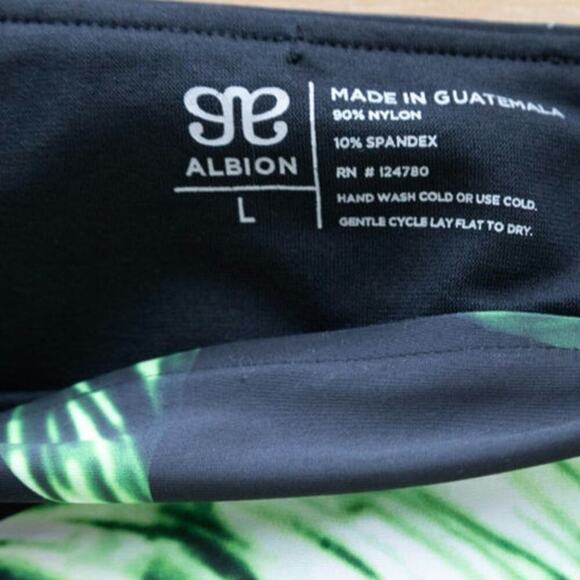 ALBION
L
MADE IN GUATEMALA
90% NYLON
10% SPANDEX
RN # 124780
HAND WASH COLD OR USE COLD.
GENTLE CYCLE LAY FLAT TO DRY.